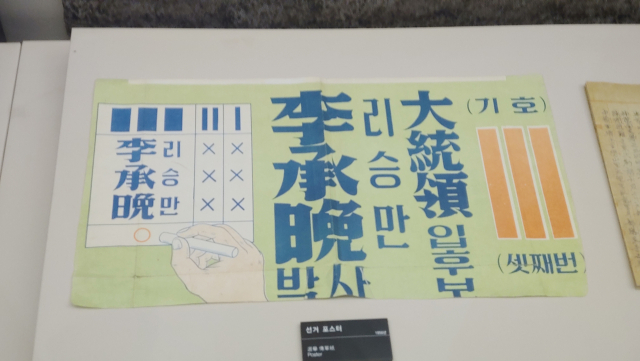 (기호)
(셋째번)
大統領 입후보
리승만
李承晩 박사
李承晩 리승만
× × ×
× × ×
○
선거 포스터
Poster